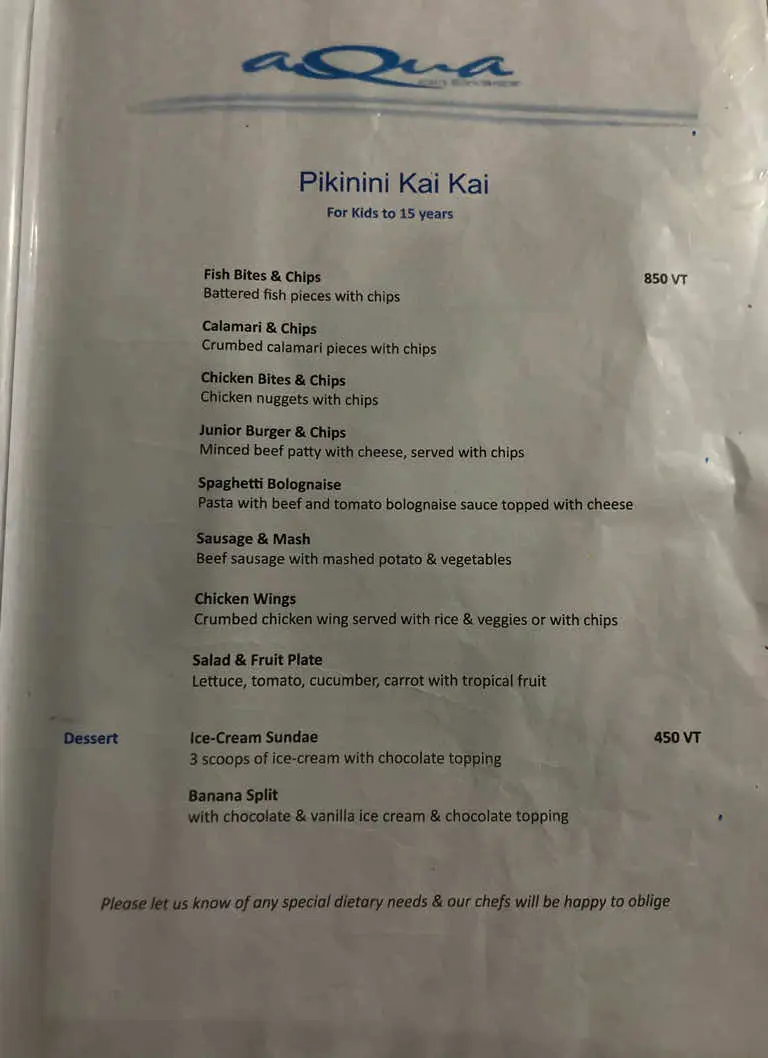 aQua
Pikinini Kai Kai
For Kids to 15 years
Fish Bites & Chips 850 VT
Battered fish pieces with chips
Calamari & Chips
Crumbed calamari pieces with chips
Chicken Bites & Chips
Chicken nuggets with chips
Junior Burger & Chips
Minced beef patty with cheese, served with chips
Spaghetti Bolognaise
Pasta with beef and tomato bolognaise sauce topped with cheese
Sausage & Mash
Beef sausage with mashed potato & vegetables
Chicken Wings
Crumbed chicken wing served with rice & veggies or with chips
Salad & Fruit Plate
Lettuce, tomato, cucumber, carrot with tropical fruit
Dessert Ice-Cream Sundae 450 VT
3 scoops of ice-cream with chocolate topping
Banana Split
with chocolate & vanilla ice cream & chocolate topping
Please let us know of any special dietary needs & our chefs will be happy to oblige